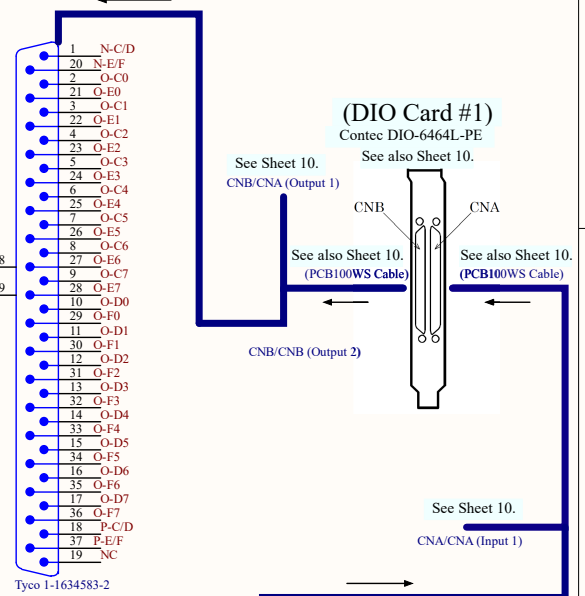 1 N-C/D
20 N-E/F
2 O-C0
21 O-E0
3 O-C1
22 O-E1
4 O-C2
23 O-E2
5 O-C3
24 O-E3
6 O-C4
25 O-E4
7 O-C5
26 O-E5
8 O-C6
27 O-E6
9 O-C7
28 O-E7
10 O-D0
29 O-F0
11 O-D1
30 O-F1
12 O-D2
31 O-F2
13 O-D3
32 O-F3
14 O-D4
33 O-F4
15 O-D5
34 O-F5
16 O-D6
35 O-F6
17 O-D7
36 O-F7
18 P-C/D
37 P-E/F
19 NC
Tyco 1-1634583-2
8
9
(DIO Card #1)
Contec DIO-6464L-PE
See also Sheet 10.
See Sheet 10.
CNB/CNA (Output 1)
CNB
CNA
See also Sheet 10.
(PCB100WS Cable)
See also Sheet 10.
(PCB100WS Cable)
CNB/CNB (Output 2)
See Sheet 10.
CNA/CNA (Input 1)